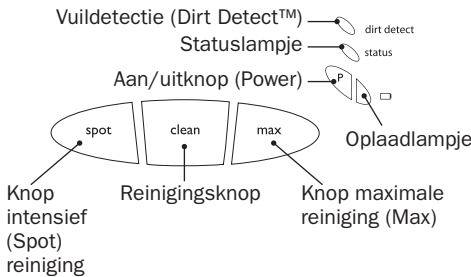 Vuildetectie (Dirt Detect™)
dirt detect
Statuslampje
status
Aan/uitknop (Power)
P
Oplaadlampje
spot
clean
max
Knop
intensief
(Spot)
reiniging
Reinigingsknop
Knop maximale
reiniging (Max)